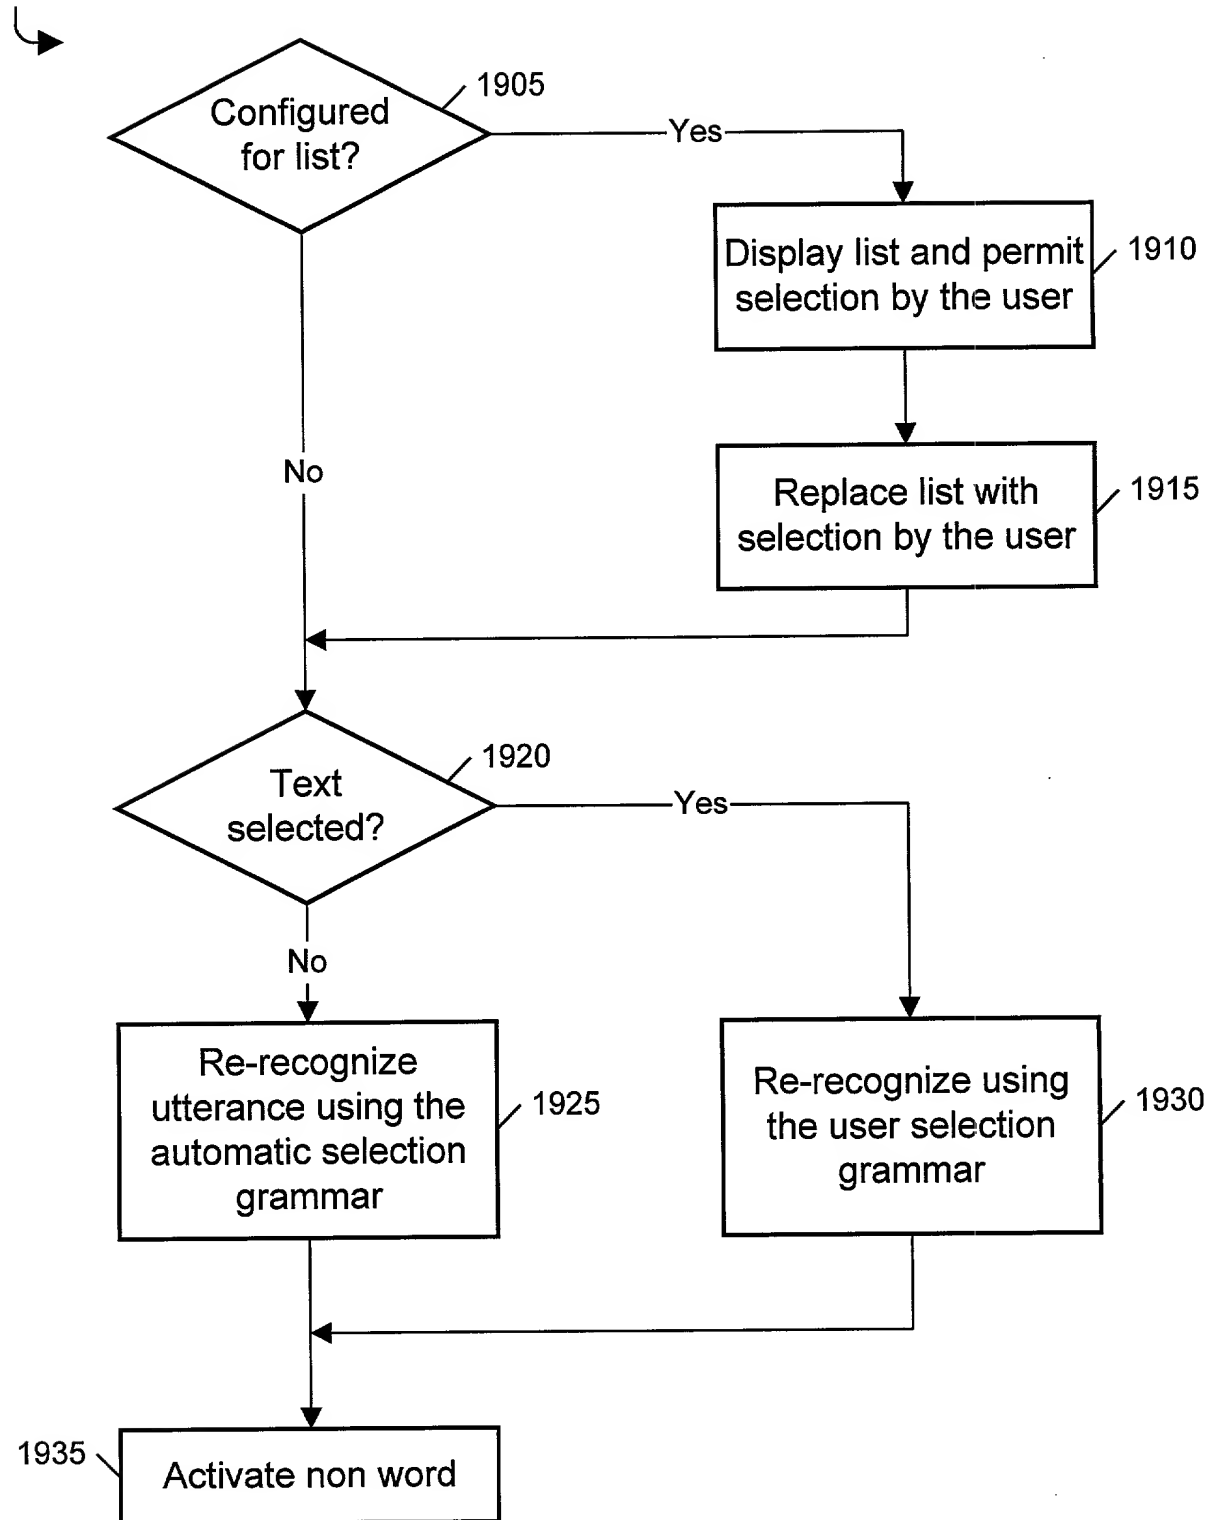 1905
Configured
for list?
Yes
Display list and permit
selection by the user
1910
No
Replace list with
selection by the user
1915
1920
Text
selected?
Yes
No
Re-recognize
utterance using the
automatic selection
grammar
1925
Re-recognize using
the user selection
grammar
1930
1935
Activate non word